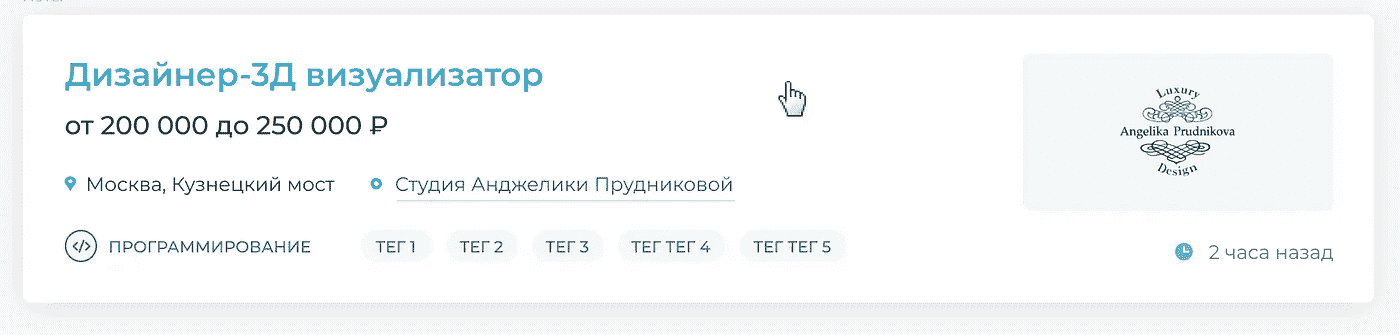 Дизайнер-3Д визуализатор
от 200 000 до 250 000 ₽
Москва, Кузнецкий мост Студия Анджелики Прудниковой
ПРОГРАММИРОВАНИЕ ТЕГ 1 ТЕГ 2 ТЕГ 3 ТЕГ ТЕГ 4 ТЕГ ТЕГ 5
Luxury
Angelika Prudnikova
Design
2 часа назад